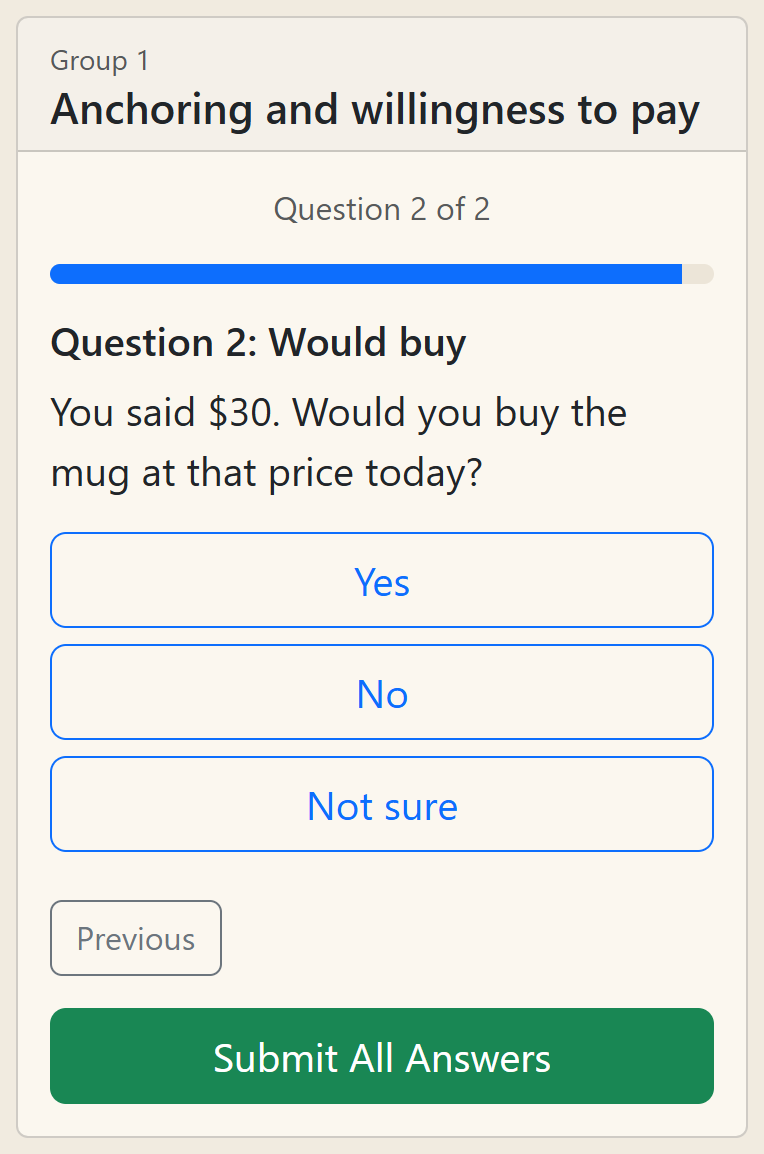 Group 1
Anchoring and willingness to pay
Question 2 of 2
Question 2: Would buy
You said $30. Would you buy the
mug at that price today?
Yes
No
Not sure
Previous
Submit All Answers